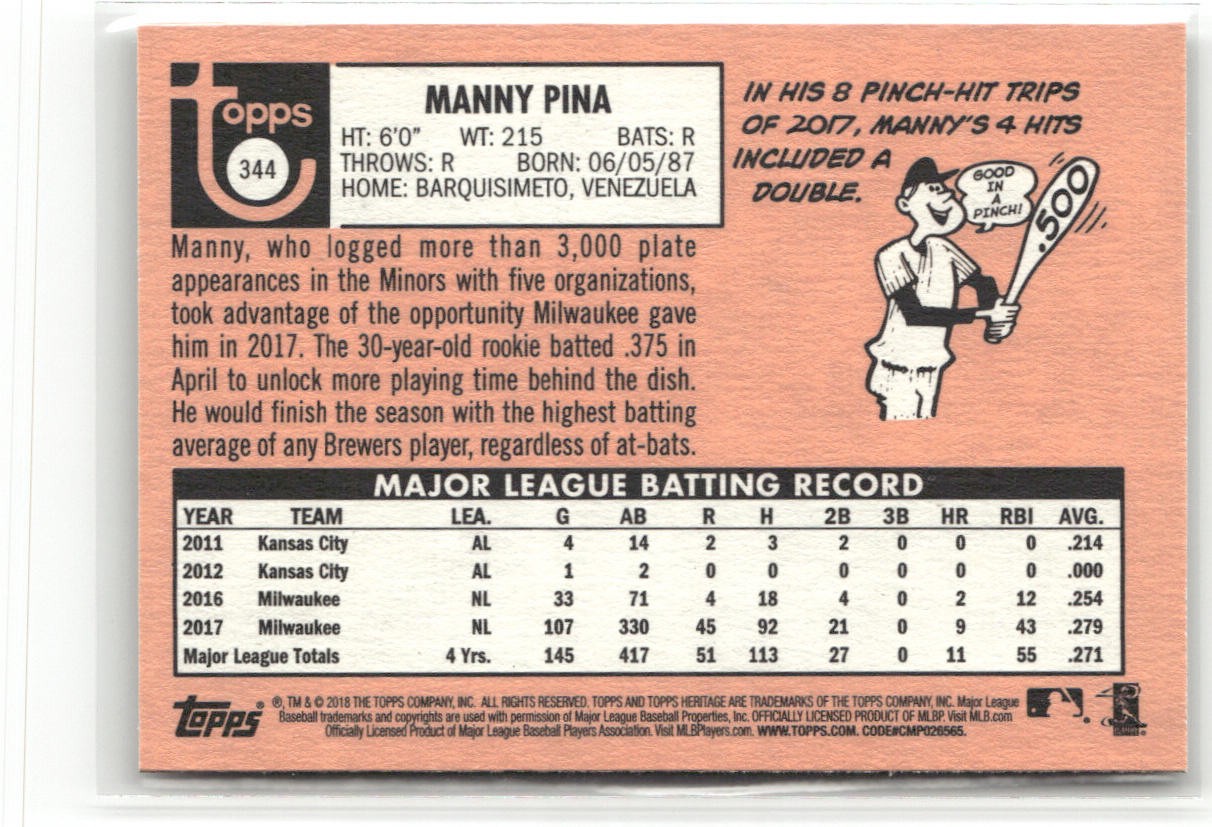 topps
344
MANNY PINA
HT: 6'0" WT: 215 BATS: R
THROWS: R BORN: 06/05/87
HOME: BARQUISIMETO, VENEZUELA
IN HIS 8 PINCH-HIT TRIPS
OF 2017, MANNY'S 4 HITS
INCLUDED A
DOUBLE.
GOOD
IN
A
PINCH!
.500
Manny, who logged more than 3,000 plate
appearances in the Minors with five organizations,
took advantage of the opportunity Milwaukee gave
him in 2017. The 30-year-old rookie batted .375 in
April to unlock more playing time behind the dish.
He would finish the season with the highest batting
average of any Brewers player, regardless of at-bats.
MAJOR LEAGUE BATTING RECORD
YEAR TEAM LEA. G AB R H 2B 3B HR RBI AVG.
2011 Kansas City AL 4 14 2 3 2 0 0 0 .214
2012 Kansas City AL 1 2 0 0 0 0 0 0 .000
2016 Milwaukee NL 33 71 4 18 4 0 2 12 .254
2017 Milwaukee NL 107 330 45 92 21 0 9 43 .279
Major League Totals 4 Yrs. 145 417 51 113 27 0 11 55 .271
topps
®, TM & © 2018 THE TOPPS COMPANY, INC. ALL RIGHTS RESERVED. TOPPS AND TOPPS HERITAGE ARE TRADEMARKS OF THE TOPPS COMPANY, INC. Major League
Baseball trademarks and copyrights are used with permission of Major League Baseball Properties, Inc. OFFICIALLY LICENSED PRODUCT OF MLBP. Visit MLB.com
Officially Licensed Product of Major League Baseball Players Association. Visit MLBPlayers.com. WWW.TOPPS.COM. CODE#CMP026565.